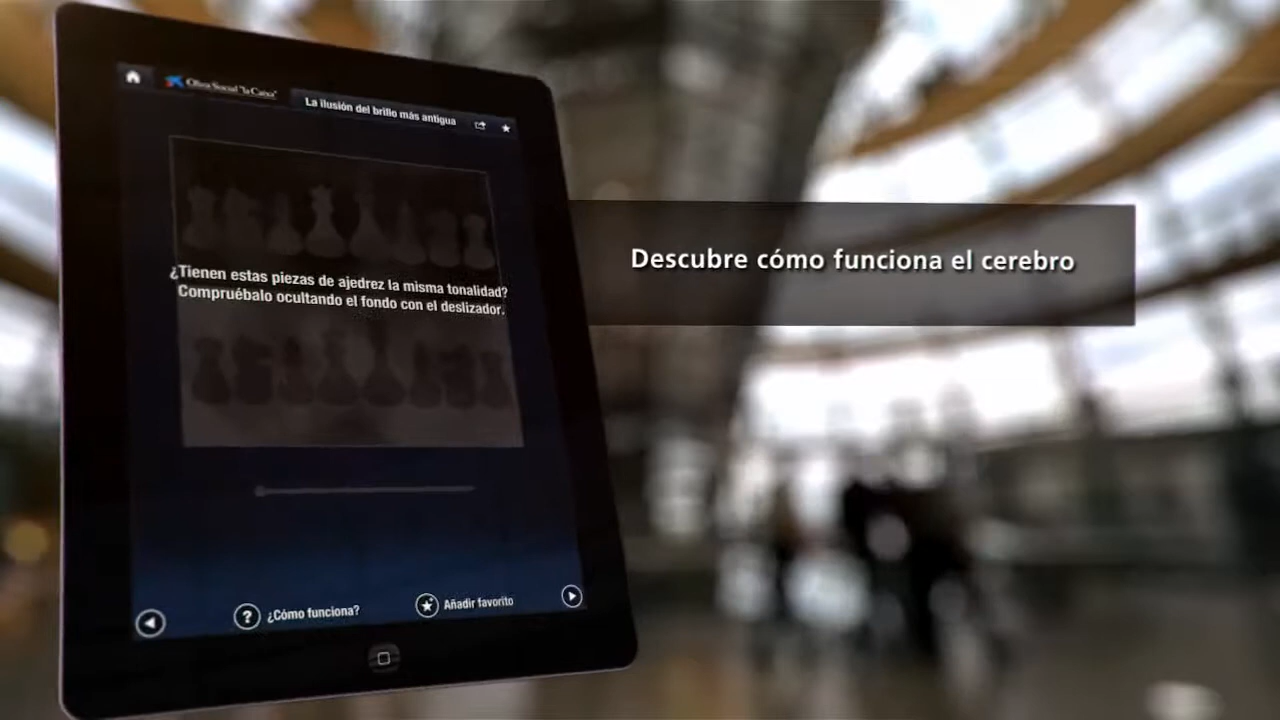 Obra Social "la Caixa"
La ilusión del brillo más antigua
¿Tienen estas piezas de ajedrez la misma tonalidad?
Compruébalo ocultando el fondo con el deslizador.
Descubre cómo funciona el cerebro
¿Cómo funciona?
Añadir favorito